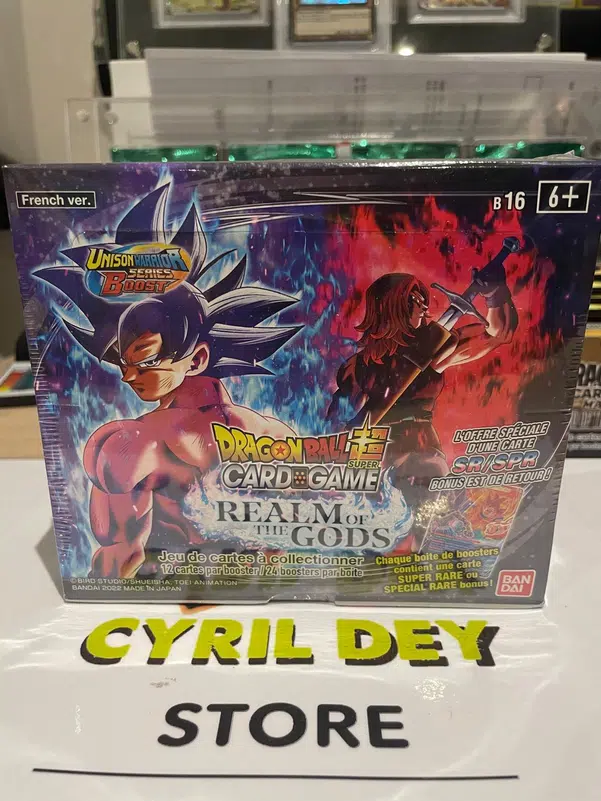 French ver.
B16
6+
UNISON WARRIOR
SERIES
BOOST
DRAGON BALL 超
SUPER
CARD GAME
REALM OF
THE GODS
Jeu de cartes à collectionner
12 cartes par booster / 24 boosters par boîte
©BIRD STUDIO/SHUEISHA, TOEI ANIMATION
BANDAI 2022 MADE IN JAPAN
L'OFFRE SPÉCIALE
D'UNE CARTE
SR/SPR
BONUS EST DE RETOUR !
Chaque boîte de boosters
contient une carte
SUPER RARE ou
SPECIAL RARE bonus !
BAN
DAI
CYRIL DEY
STORE